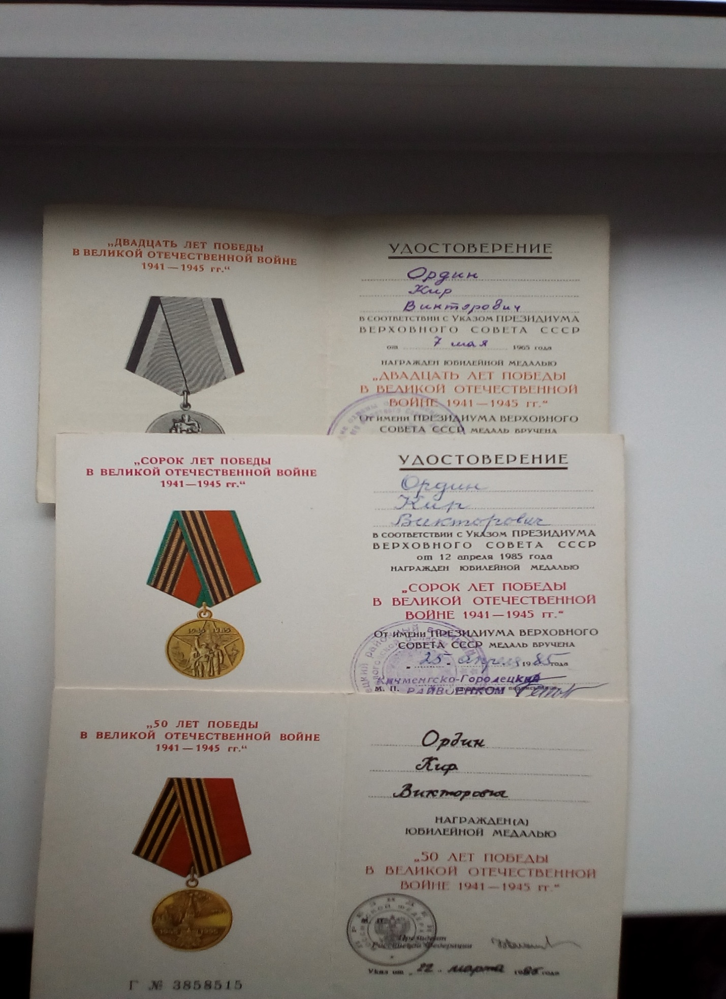 „ДВАДЦАТЬ ЛЕТ ПОБЕДЫ
В ВЕЛИКОЙ ОТЕЧЕСТВЕННОЙ ВОЙНЕ
1941—1945 гг.“
УДОСТОВЕРЕНИЕ
Ордин
Кир
Викторович
В СООТВЕТСТВИИ С УКАЗОМ ПРЕЗИДИУМА
ВЕРХОВНОГО СОВЕТА СССР
от 7 мая 1965 года
НАГРАЖДЕН ЮБИЛЕЙНОЙ МЕДАЛЬЮ
„ДВАДЦАТЬ ЛЕТ ПОБЕДЫ
В ВЕЛИКОЙ ОТЕЧЕСТВЕННОЙ
ВОЙНЕ 1941—1945 гг.“
От имени ПРЕЗИДИУМА ВЕРХОВНОГО
СОВЕТА СССР МЕДАЛЬ ВРУЧЕНА
„СОРОК ЛЕТ ПОБЕДЫ
В ВЕЛИКОЙ ОТЕЧЕСТВЕННОЙ ВОЙНЕ
1941—1945 гг.“
1945 1985
УДОСТОВЕРЕНИЕ
Ордин
Кир
Викторович
В СООТВЕТСТВИИ С УКАЗОМ ПРЕЗИДИУМА
ВЕРХОВНОГО СОВЕТА СССР
от 12 апреля 1985 года
НАГРАЖДЕН ЮБИЛЕЙНОЙ МЕДАЛЬЮ
„СОРОК ЛЕТ ПОБЕДЫ
В ВЕЛИКОЙ ОТЕЧЕСТВЕННОЙ
ВОЙНЕ 1941—1945 гг.“
От имени ПРЕЗИДИУМА ВЕРХОВНОГО
СОВЕТА СССР МЕДАЛЬ ВРУЧЕНА
„25“ апреля 1985 года
Кичменгско-Городецкий
М. П. РАЙВОЕНКОМ
„50 ЛЕТ ПОБЕДЫ
В ВЕЛИКОЙ ОТЕЧЕСТВЕННОЙ ВОЙНЕ
1941—1945 гг.“
1945 1995
Г № 3858515
Ордин
Кир
Викторович
НАГРАЖДЕН(А)
ЮБИЛЕЙНОЙ МЕДАЛЬЮ
„50 ЛЕТ ПОБЕДЫ
В ВЕЛИКОЙ ОТЕЧЕСТВЕННОЙ
ВОЙНЕ 1941—1945 гг.“
Президент
Российской Федерации
Указ от „22“ марта года